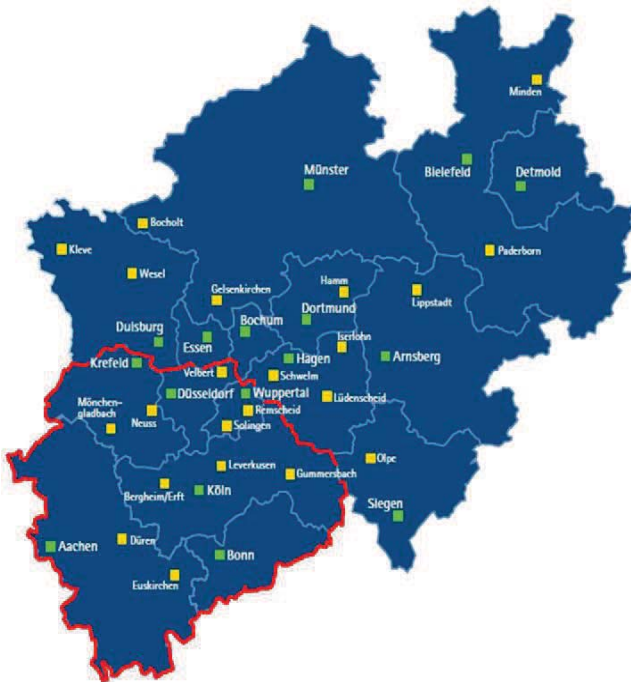 Minden
Münster
Bielefeld
Detmold
Bocholt
Kleve
Wesel
Paderborn
Gelsenkirchen
Hamm
Lippstadt
Duisburg
Essen
Bochum
Dortmund
Iserlohn
Krefeld
Velbert
Hagen
Arnsberg
Schwelm
Mönchen-
gladbach
Neuss
Düsseldorf
Wuppertal
Remscheid
Solingen
Lüdenscheid
Leverkusen
Gummersbach
Olpe
Bergheim/Erft
Köln
Siegen
Aachen
Düren
Bonn
Euskirchen